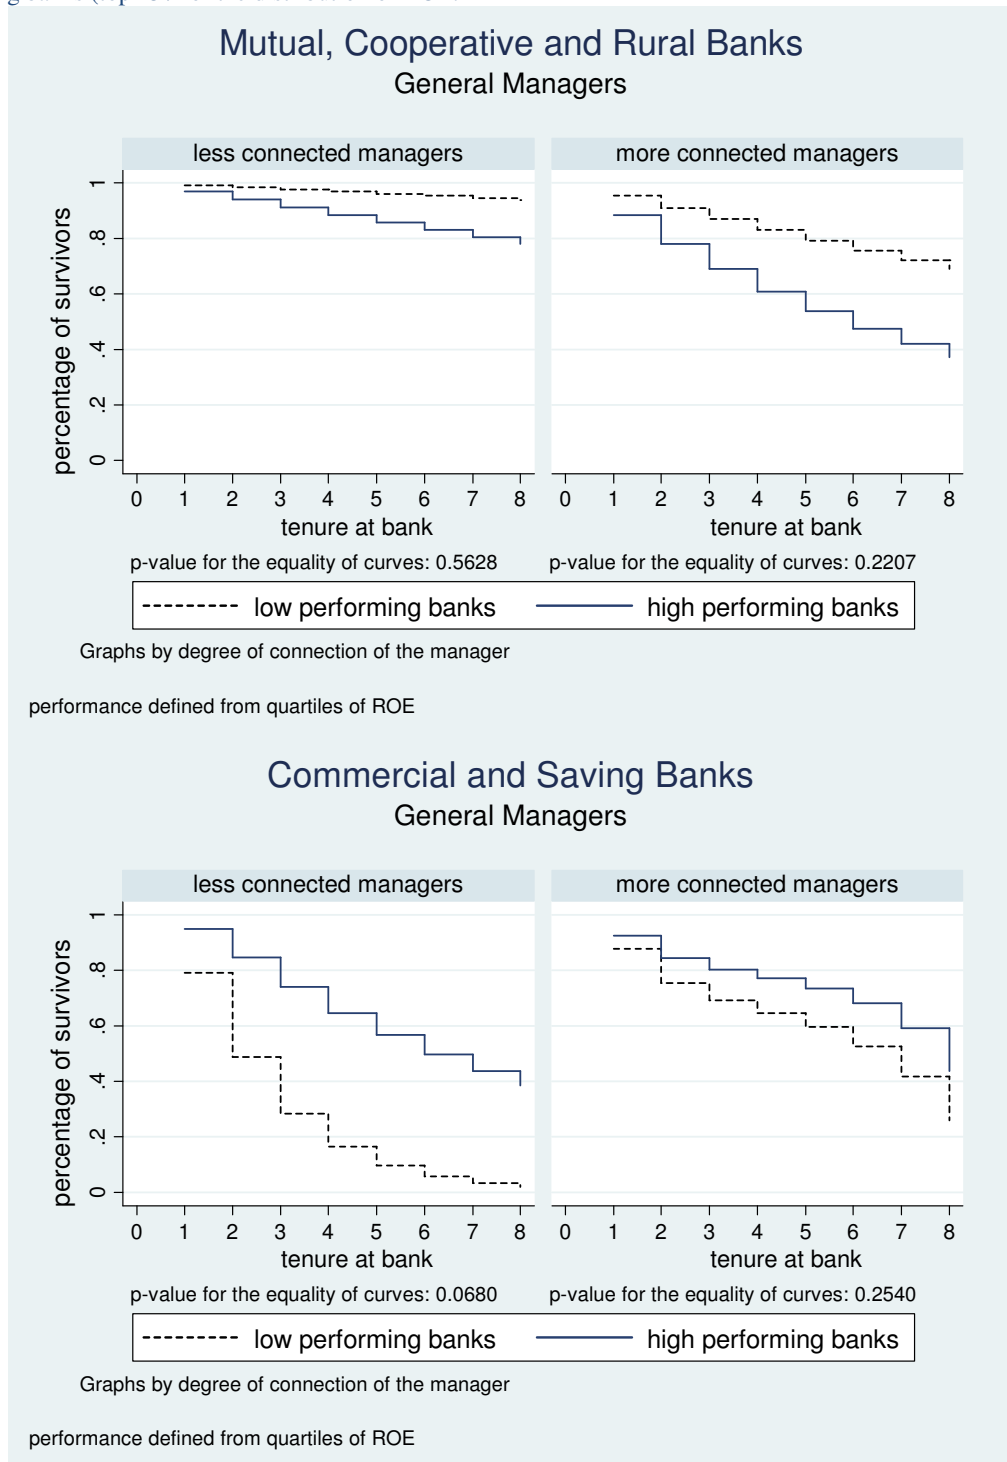 Mutual, Cooperative and Rural Banks
General Managers
less connected managers more connected managers
percentage of survivors
1
.8
.6
.4
.2
0
0 1 2 3 4 5 6 7 8 0 1 2 3 4 5 6 7 8
tenure at bank tenure at bank
p-value for the equality of curves: 0.5628 p-value for the equality of curves: 0.2207
low performing banks high performing banks
Graphs by degree of connection of the manager
performance defined from quartiles of ROE
Commercial and Saving Banks
General Managers
less connected managers more connected managers
percentage of survivors
1
.8
.6
.4
.2
0
0 1 2 3 4 5 6 7 8 0 1 2 3 4 5 6 7 8
tenure at bank tenure at bank
p-value for the equality of curves: 0.0680 p-value for the equality of curves: 0.2540
low performing banks high performing banks
Graphs by degree of connection of the manager
performance defined from quartiles of ROE